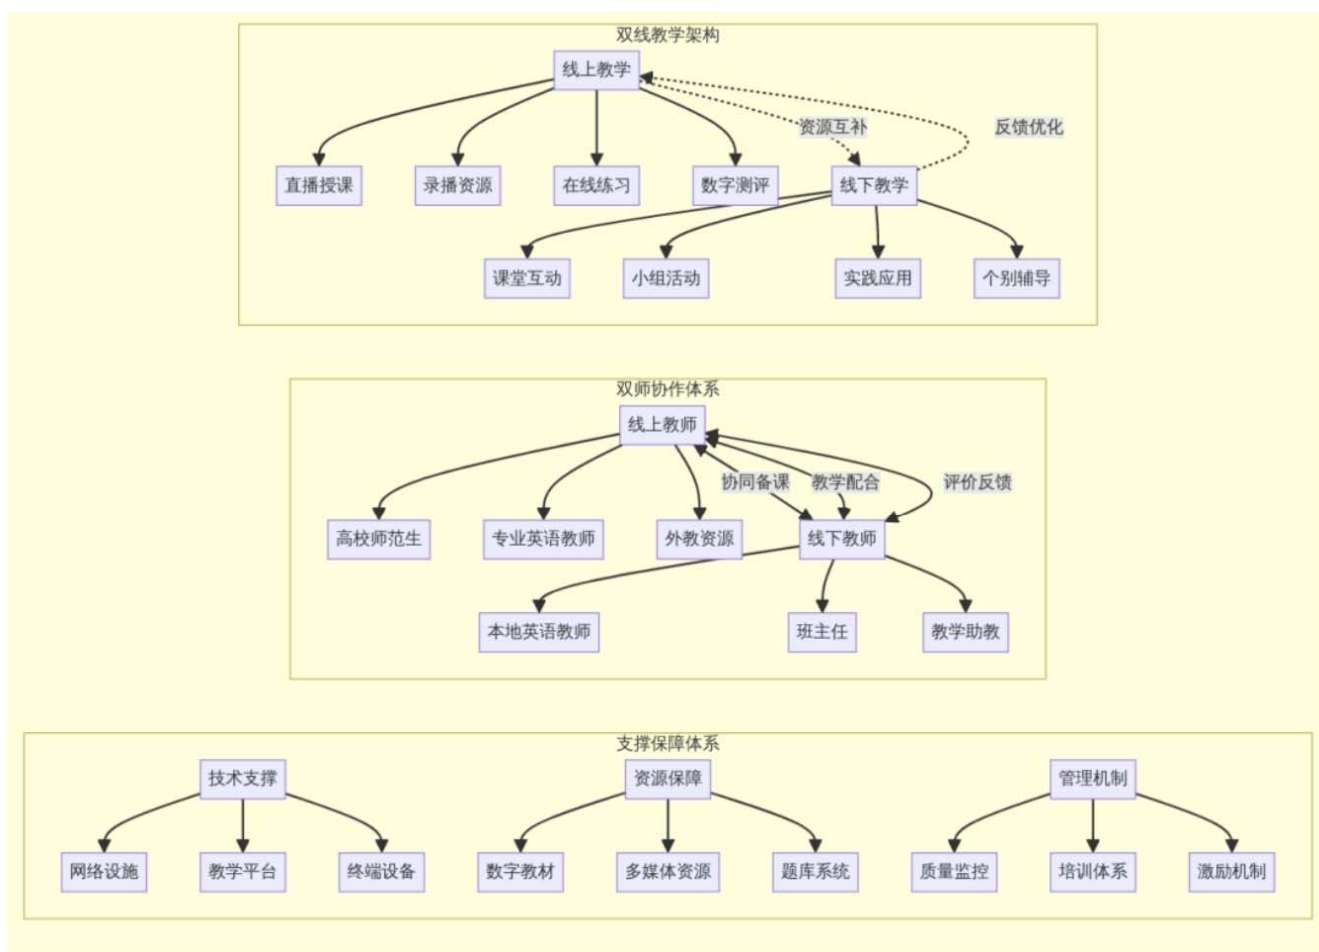 双线教学架构
线上教学
资源互补
反馈优化
直播授课
录播资源
在线练习
数字测评
线下教学
课堂互动
小组活动
实践应用
个别辅导
双师协作体系
线上教师
协同备课
教学配合
评价反馈
高校师范生
专业英语教师
外教资源
线下教师
本地英语教师
班主任
教学助教
支撑保障体系
技术支撑
资源保障
管理机制
网络设施
教学平台
终端设备
数字教材
多媒体资源
题库系统
质量监控
培训体系
激励机制